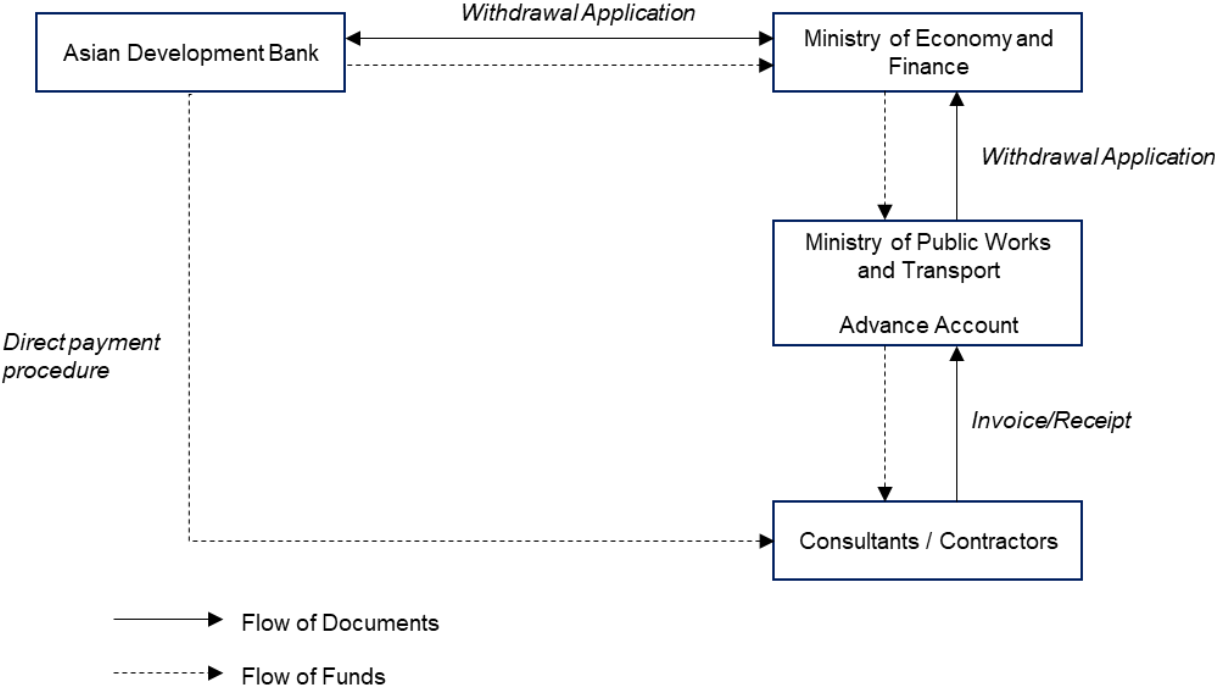 Withdrawal Application
Asian Development Bank
Ministry of Economy and
Finance
Withdrawal Application
Ministry of Public Works
and Transport
Advance Account
Direct payment
procedure
Invoice/Receipt
Consultants / Contractors
Flow of Documents
Flow of Funds